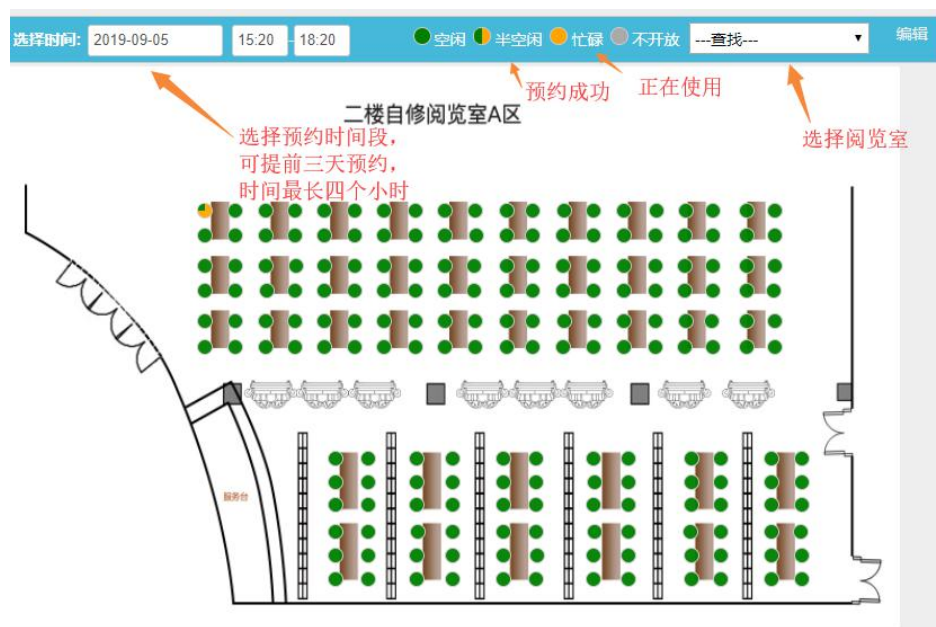 选择时间: 2019-09-05 15:20 - 18:20 空闲 半空闲 忙碌 不开放 ---查找--- 编辑
预约成功 正在使用
二楼自修阅览室A区
选择预约时间段，
可提前三天预约，
时间最长四个小时
选择阅览室
服务台